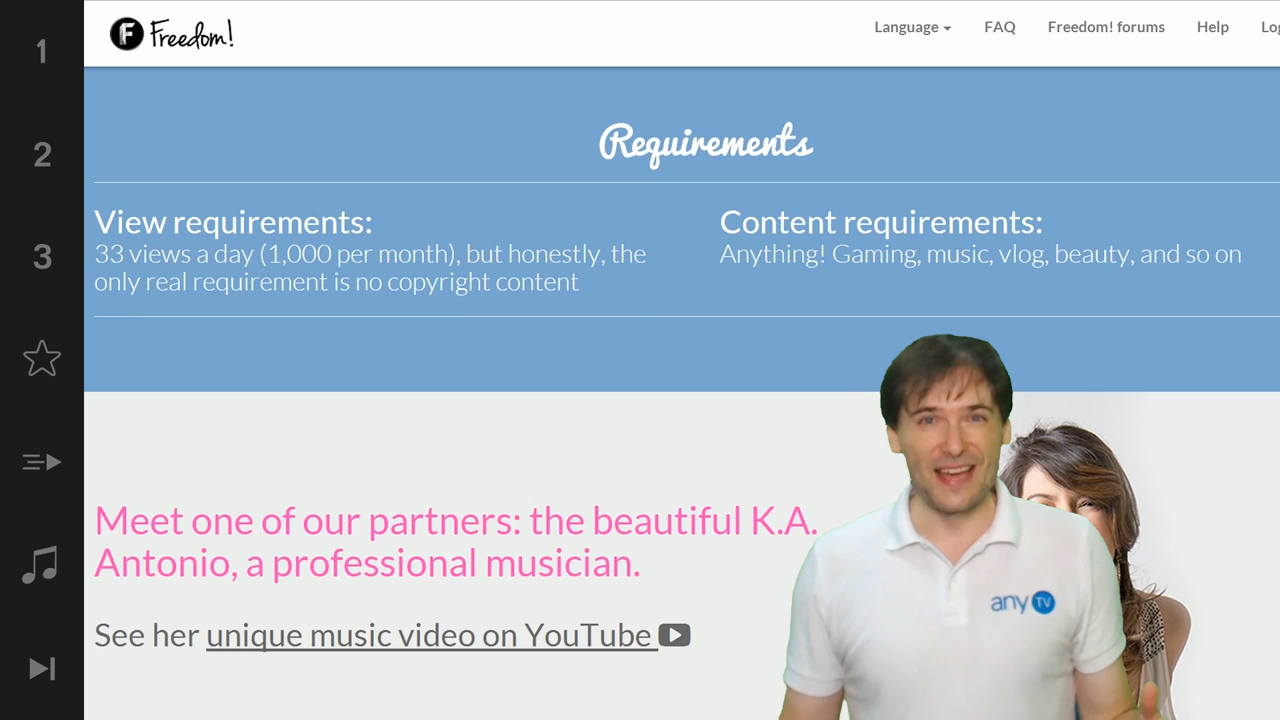 1
2
3
Freedom!
Language
FAQ
Freedom! forums
Help
Requirements
View requirements:
33 views a day (1,000 per month), but honestly, the
only real requirement is no copyright content
Content requirements:
Anything! Gaming, music, vlog, beauty, and so on
Meet one of our partners: the beautiful K.A.
Antonio, a professional musician.
See her unique music video on YouTube
any TV